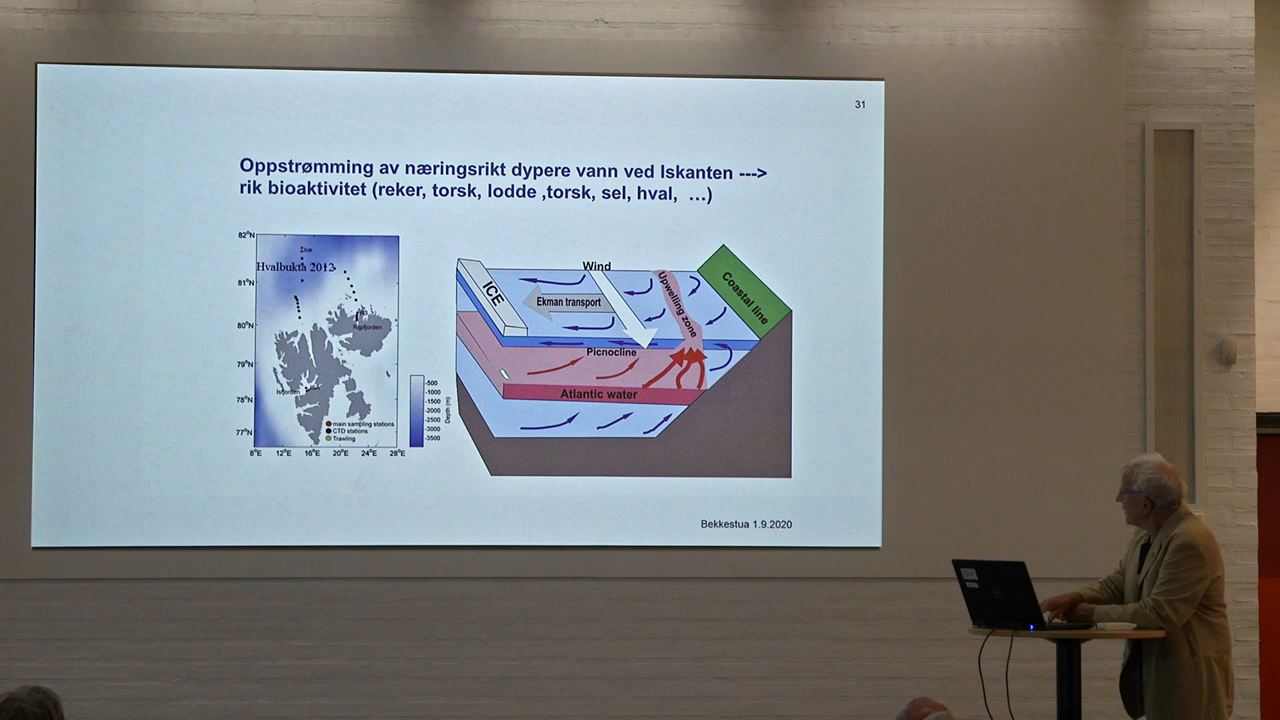 31
Oppstrømming av næringsrikt dypere vann ved Iskanten --->
rik bioaktivitet (reker, torsk, lodde ,torsk, sel, hval,  ...)
82°N
81°N
80°N
79°N
78°N
77°N
Ice
Hvalbukta 2012
Rijpfjorden
Isfjorden
main sampling stations
CTD stations
Trawling
8°E
12°E
16°E
20°E
24°E
28°E
-500
-1000
-1500
-2000
-2500
-3000
-3500
Depth (m)
Wind
ICE
Ekman transport
Upwelling zone
Coastal line
Picnocline
Atlantic water
Bekkestua 1.9.2020